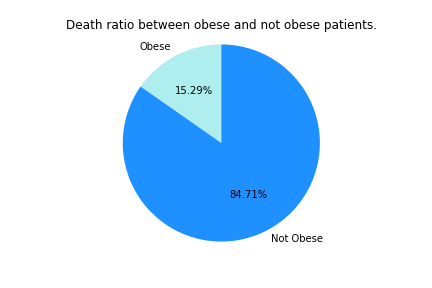 Death ratio between obese and not obese patients.
Obese
15.29%
84.71%
Not Obese